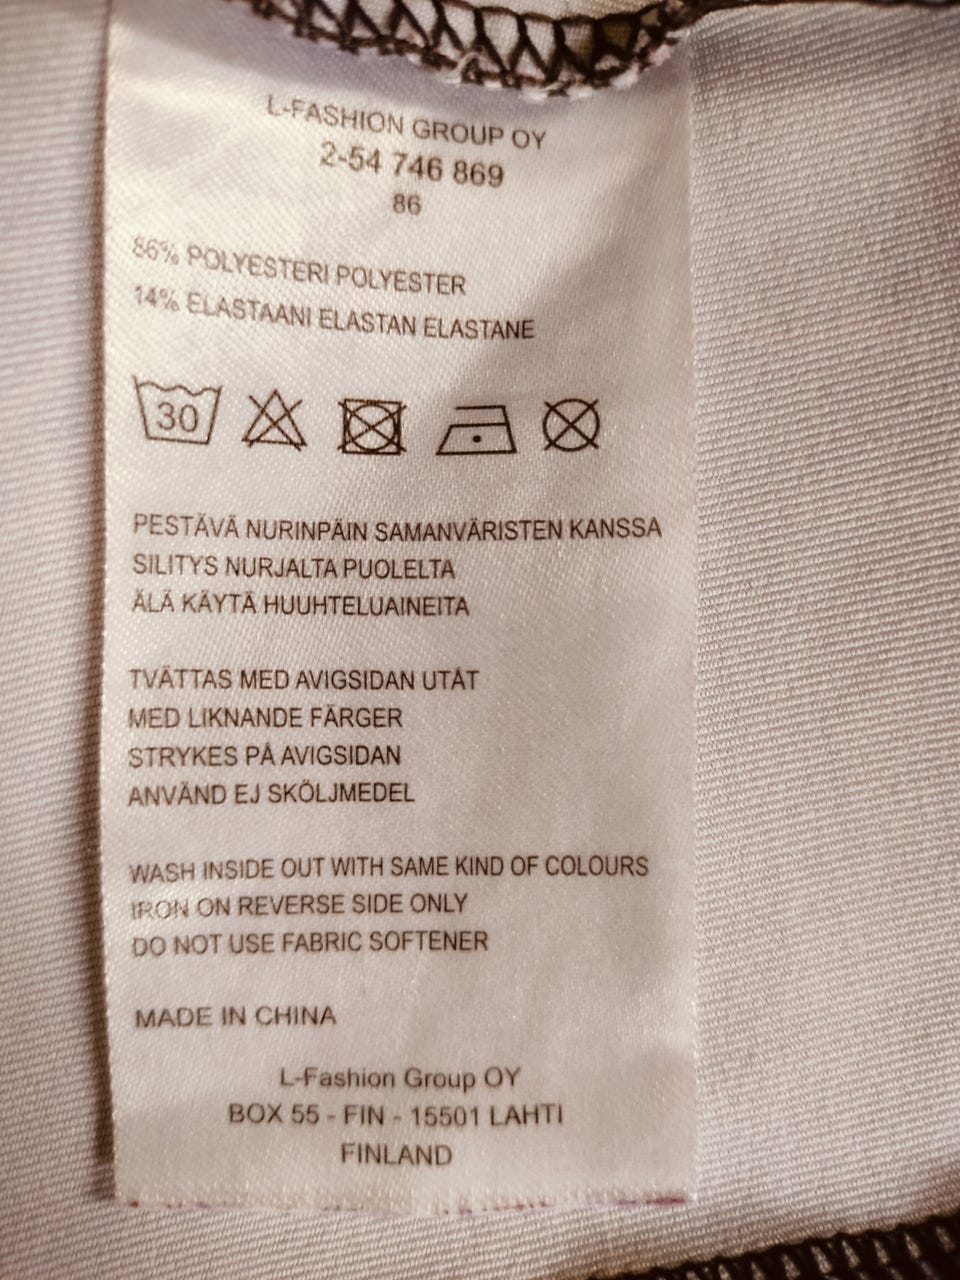 L-FASHION GROUP OY
2-54 746 869
86
86% POLYESTERI POLYESTER
14% ELASTAANI ELASTAN ELASTANE
30
PESTÄVÄ NURINPÄIN SAMANVÄRISTEN KANSSA
SILITYS NURJALTA PUOLELTA
ÄLÄ KÄYTÄ HUUHTELUAINEITA
TVÄTTAS MED AVIGSIDAN UTÅT
MED LIKNANDE FÄRGER
STRYKES PÅ AVIGSIDAN
ANVÄND EJ SKÖLJMEDEL
WASH INSIDE OUT WITH SAME KIND OF COLOURS
IRON ON REVERSE SIDE ONLY
DO NOT USE FABRIC SOFTENER
MADE IN CHINA
L-Fashion Group OY
BOX 55 - FIN - 15501 LAHTI
FINLAND